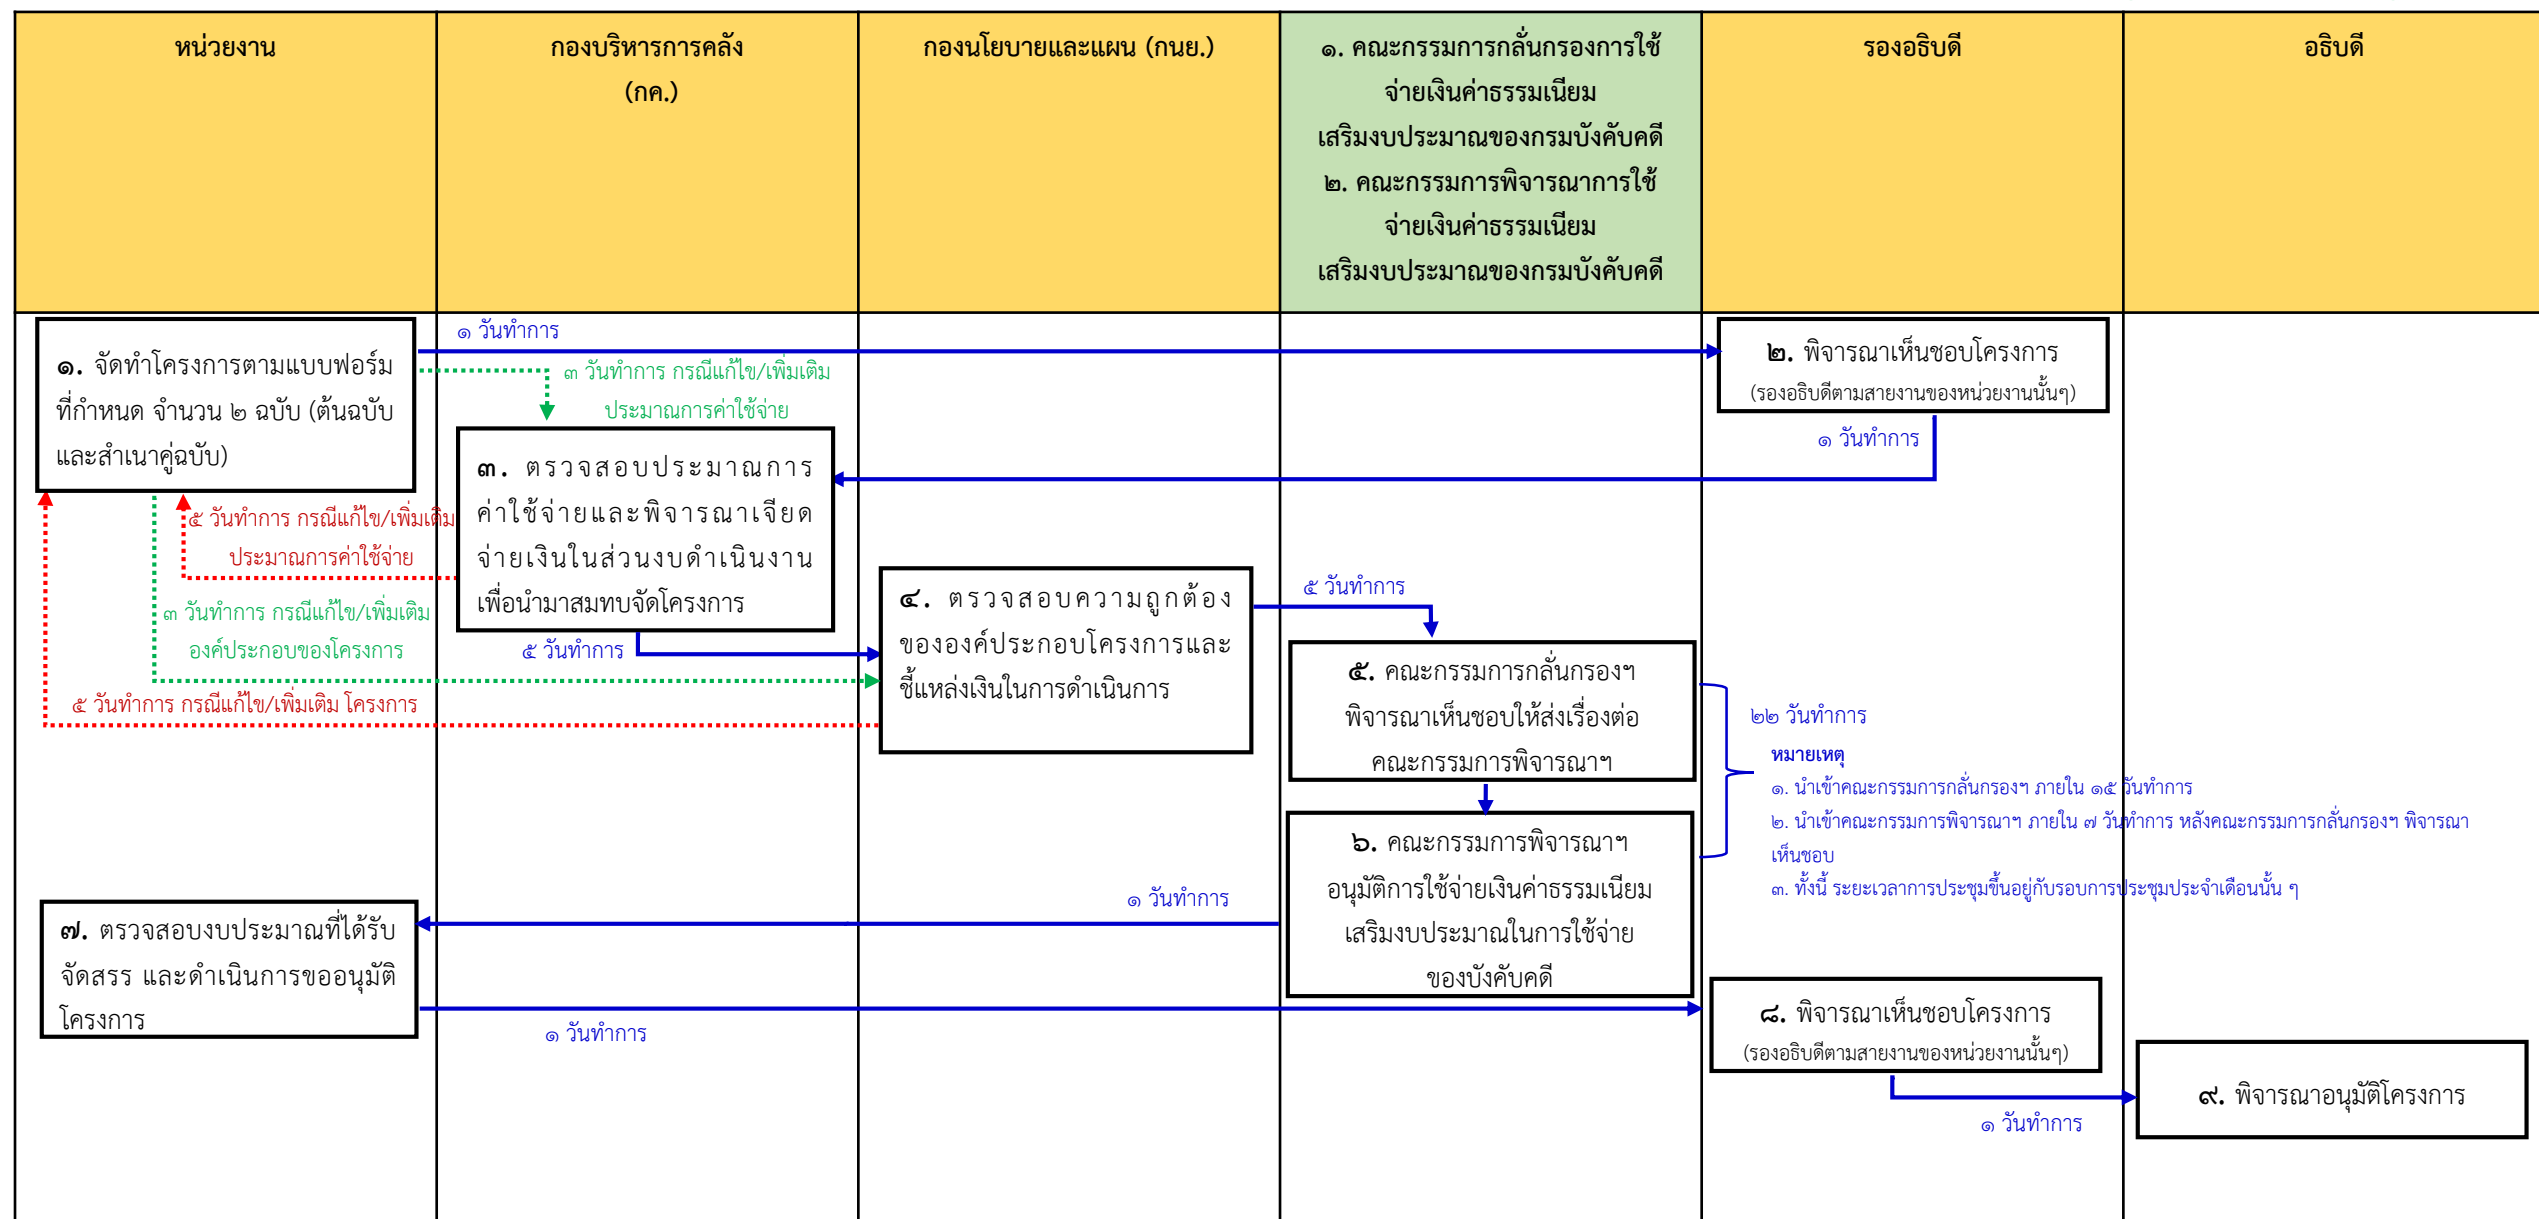 หน่วยงาน
กองบริหารการคลัง
(กค.)
กองนโยบายและแผน (กนย.)
๑. คณะกรรมการกลั่นกรองการใช้
จ่ายเงินค่าธรรมเนียม
เสริมงบประมาณของกรมบังคับคดี
๒. คณะกรรมการพิจารณาการใช้
จ่ายเงินค่าธรรมเนียม
เสริมงบประมาณของกรมบังคับคดี
รองอธิบดี
อธิบดี
๑. จัดทำโครงการตามแบบฟอร์ม
ที่กำหนด จำนวน ๒ ฉบับ (ต้นฉบับ
และสำเนาคู่ฉบับ)
๑ วันทำการ
๓ วันทำการ กรณีแก้ไข/เพิ่มเติม
ประมาณการค่าใช้จ่าย
๒. พิจารณาเห็นชอบโครงการ
(รองอธิบดีตามสายงานของหน่วยงานนั้นๆ)
๑ วันทำการ
๓. ตรวจสอบประมาณการ
ค่าใช้จ่ายและพิจารณาเจียด
จ่ายเงินในส่วนงบดำเนินงาน
เพื่อนำมาสมทบจัดโครงการ
๕ วันทำการ กรณีแก้ไข/เพิ่มเติม
ประมาณการค่าใช้จ่าย
๓ วันทำการ กรณีแก้ไข/เพิ่มเติม
องค์ประกอบของโครงการ
๕ วันทำการ
๕ วันทำการ กรณีแก้ไข/เพิ่มเติม โครงการ
๔. ตรวจสอบความถูกต้อง
ขององค์ประกอบโครงการและ
ชี้แหล่งเงินในการดำเนินการ
๕ วันทำการ
๕. คณะกรรมการกลั่นกรองฯ
พิจารณาเห็นชอบให้ส่งเรื่องต่อ
คณะกรรมการพิจารณาฯ
๒๒ วันทำการ
หมายเหตุ
๑. นำเข้าคณะกรรมการกลั่นกรองฯ ภายใน ๑๕ วันทำการ
๒. นำเข้าคณะกรรมการพิจารณาฯ ภายใน ๗ วันทำการ หลังคณะกรรมการกลั่นกรองฯ พิจารณา
เห็นชอบ
๓. ทั้งนี้ ระยะเวลาการประชุมขึ้นอยู่กับรอบการประชุมประจำเดือนนั้น ๆ
๖. คณะกรรมการพิจารณาฯ
อนุมัติการใช้จ่ายเงินค่าธรรมเนียม
เสริมงบประมาณในการใช้จ่าย
ของบังคับคดี
๑ วันทำการ
๗. ตรวจสอบงบประมาณที่ได้รับ
จัดสรร และดำเนินการขออนุมัติ
โครงการ
๑ วันทำการ
๘. พิจารณาเห็นชอบโครงการ
(รองอธิบดีตามสายงานของหน่วยงานนั้นๆ)
๑ วันทำการ
๙. พิจารณาอนุมัติโครงการ